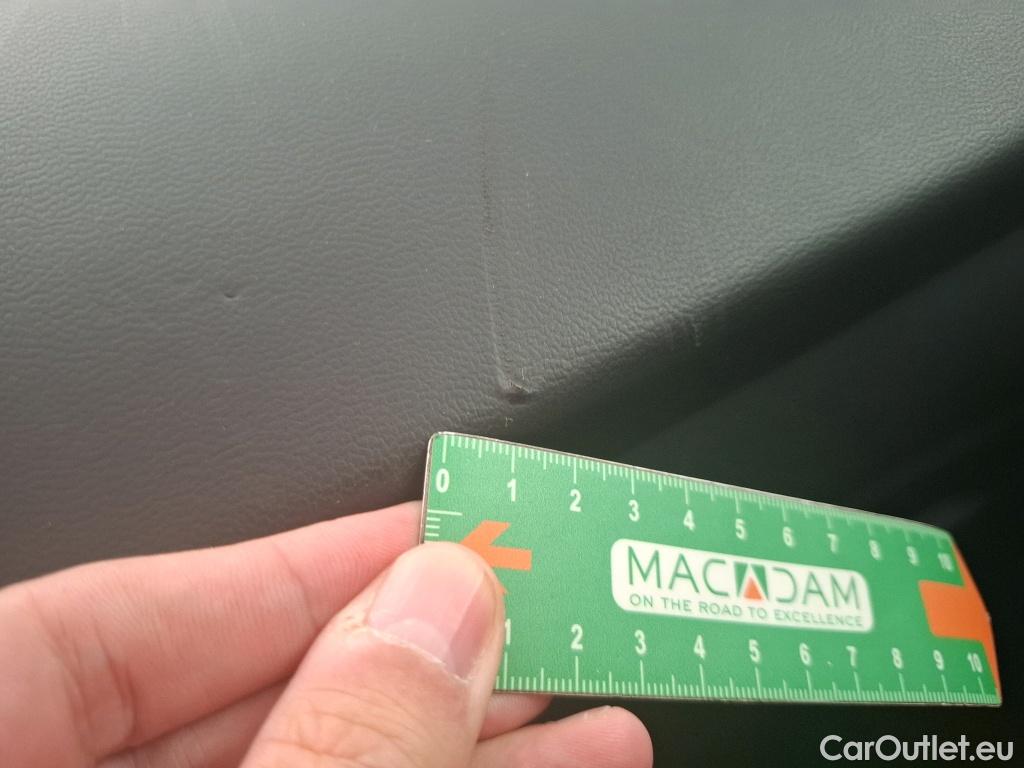 0 1 2 3 4 5 6 7 8 9 10
MACADAM
ON THE ROAD TO EXCELLENCE
1 2 3 4 5 6 7 8 9 10
CarOutlet.eu